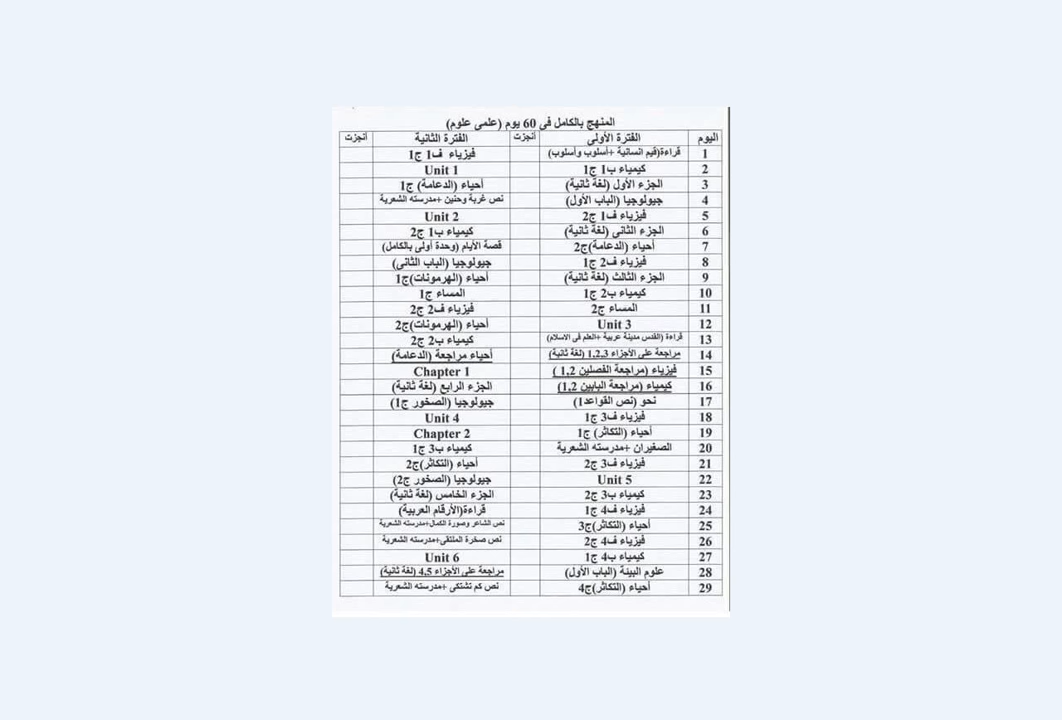 المنهج بالكامل فى 60 يوم (علمى علوم)
اليوم الفترة الأولى أنجزت الفترة الثانية أنجزت
1 قراءة(قيم انسانية +أسلوب وأسلوب) فيزياء ف1 ج1
2 كيمياء ب1 ج1 Unit 1
3 الجزء الأول (لغة ثانية) أحياء (الدعامة) ج1
4 جيولوجيا (الباب الأول) نص غربة وحنين +مدرسته الشعرية
5 فيزياء ف1 ج2 Unit 2
6 الجزء الثانى (لغة ثانية) كيمياء ب1 ج2
7 أحياء (الدعامة)ج2 قصة الأيام (وحدة أولى بالكامل)
8 فيزياء ف2 ج1 جيولوجيا (الباب الثانى)
9 الجزء الثالث (لغة ثانية) أحياء (الهرمونات)ج1
10 كيمياء ب2 ج1 المساء ج1
11 المساء ج2 فيزياء ف2 ج2
12 Unit 3 أحياء (الهرمونات)ج2
13 قراءة (القدس مدينة عربية +العلم فى الاسلام) كيمياء ب2 ج2
14 مراجعة على الأجزاء 1،2،3 (لغة ثانية) أحياء مراجعة (الدعامة)
15 فيزياء (مراجعة الفصلين 1,2 ) Chapter 1
16 كيمياء (مراجعة البابين 1,2) الجزء الرابع (لغة ثانية)
17 نحو (نص القواعد1) جيولوجيا (الصخور ج1)
18 فيزياء ف3 ج1 Unit 4
19 أحياء (التكاثر) ج1 Chapter 2
20 الصغيران +مدرسته الشعرية كيمياء ب3 ج1
21 فيزياء ف3 ج2 أحياء (التكاثر)ج2
22 Unit 5 جيولوجيا (الصخور ج2)
23 كيمياء ب3 ج2 الجزء الخامس (لغة ثانية)
24 فيزياء ف4 ج1 قراءة(الأرقام العربية)
25 أحياء (التكاثر)ج3 نص الشاعر وصورة الكمال+مدرسته الشعرية
26 فيزياء ف4 ج2 نص صخرة الملتقى+مدرسته الشعرية
27 كيمياء ب4 ج1 Unit 6
28 علوم البيئة (الباب الأول) مراجعة على الأجزاء 4،5 (لغة ثانية)
29 أحياء (التكاثر)ج4 نص كم تشتكى +مدرسته الشعرية